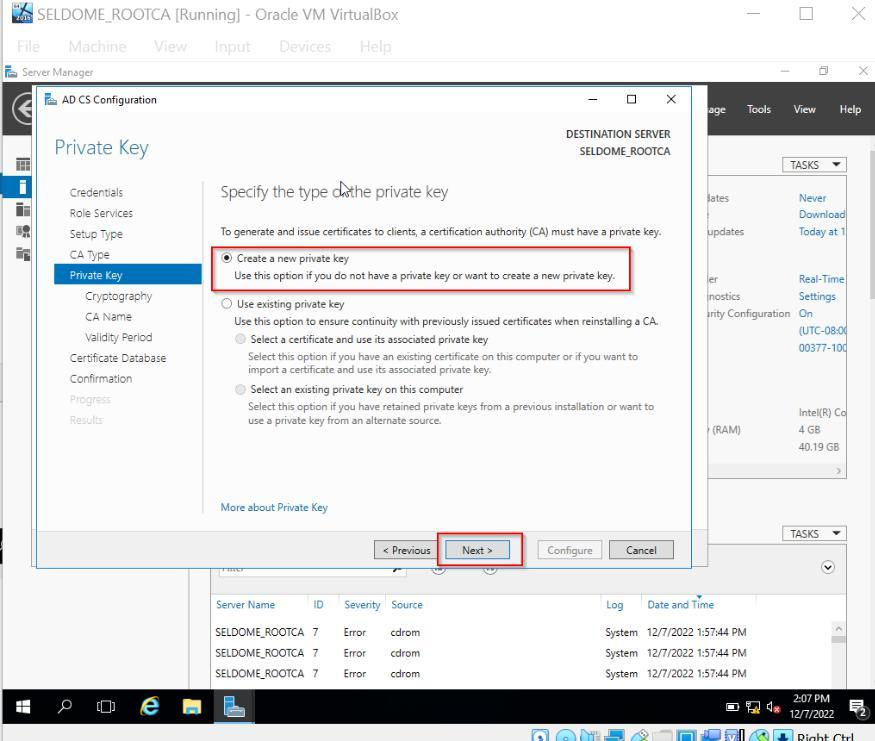 SELDOME_ROOTCA [Running] - Oracle VM VirtualBox
File Machine View Input Devices Help
Server Manager
AD CS Configuration
age Tools View Help
Private Key
DESTINATION SERVER
SELDOME_ROOTCA
TASKS
Credentials
Role Services
Setup Type
CA Type
Private Key
Cryptography
CA Name
Validity Period
Certificate Database
Confirmation
Progress
Results
Specify the type of the private key
To generate and issue certificates to clients, a certification authority (CA) must have a private key.
Create a new private key
Use this option if you do not have a private key or want to create a new private key.
Use existing private key
Use this option to ensure continuity with previously issued certificates when reinstalling a CA.
Select a certificate and use its associated private key
Select this option if you have an existing certificate on this computer or if you want to
import a certificate and use its associated private key.
Select an existing private key on this computer
Select this option if you have retained private keys from a previous installation or want to
use a private key from an alternate source.
More about Private Key
< Previous Next > Configure Cancel
dates Never
Download
updates Today at 1
er Real-Time
nostics Settings
urity Configuration On
(UTC-08:00
00377-100
Intel(R) Co
(RAM) 4 GB
40.19 GB
TASKS
Filter
Server Name ID Severity Source Log Date and Time
SELDOME_ROOTCA 7 Error cdrom System 12/7/2022 1:57:44 PM
SELDOME_ROOTCA 7 Error cdrom System 12/7/2022 1:57:44 PM
SELDOME_ROOTCA 7 Error cdrom System 12/7/2022 1:57:44 PM
2:07 PM
12/7/2022
2
Right Ctrl